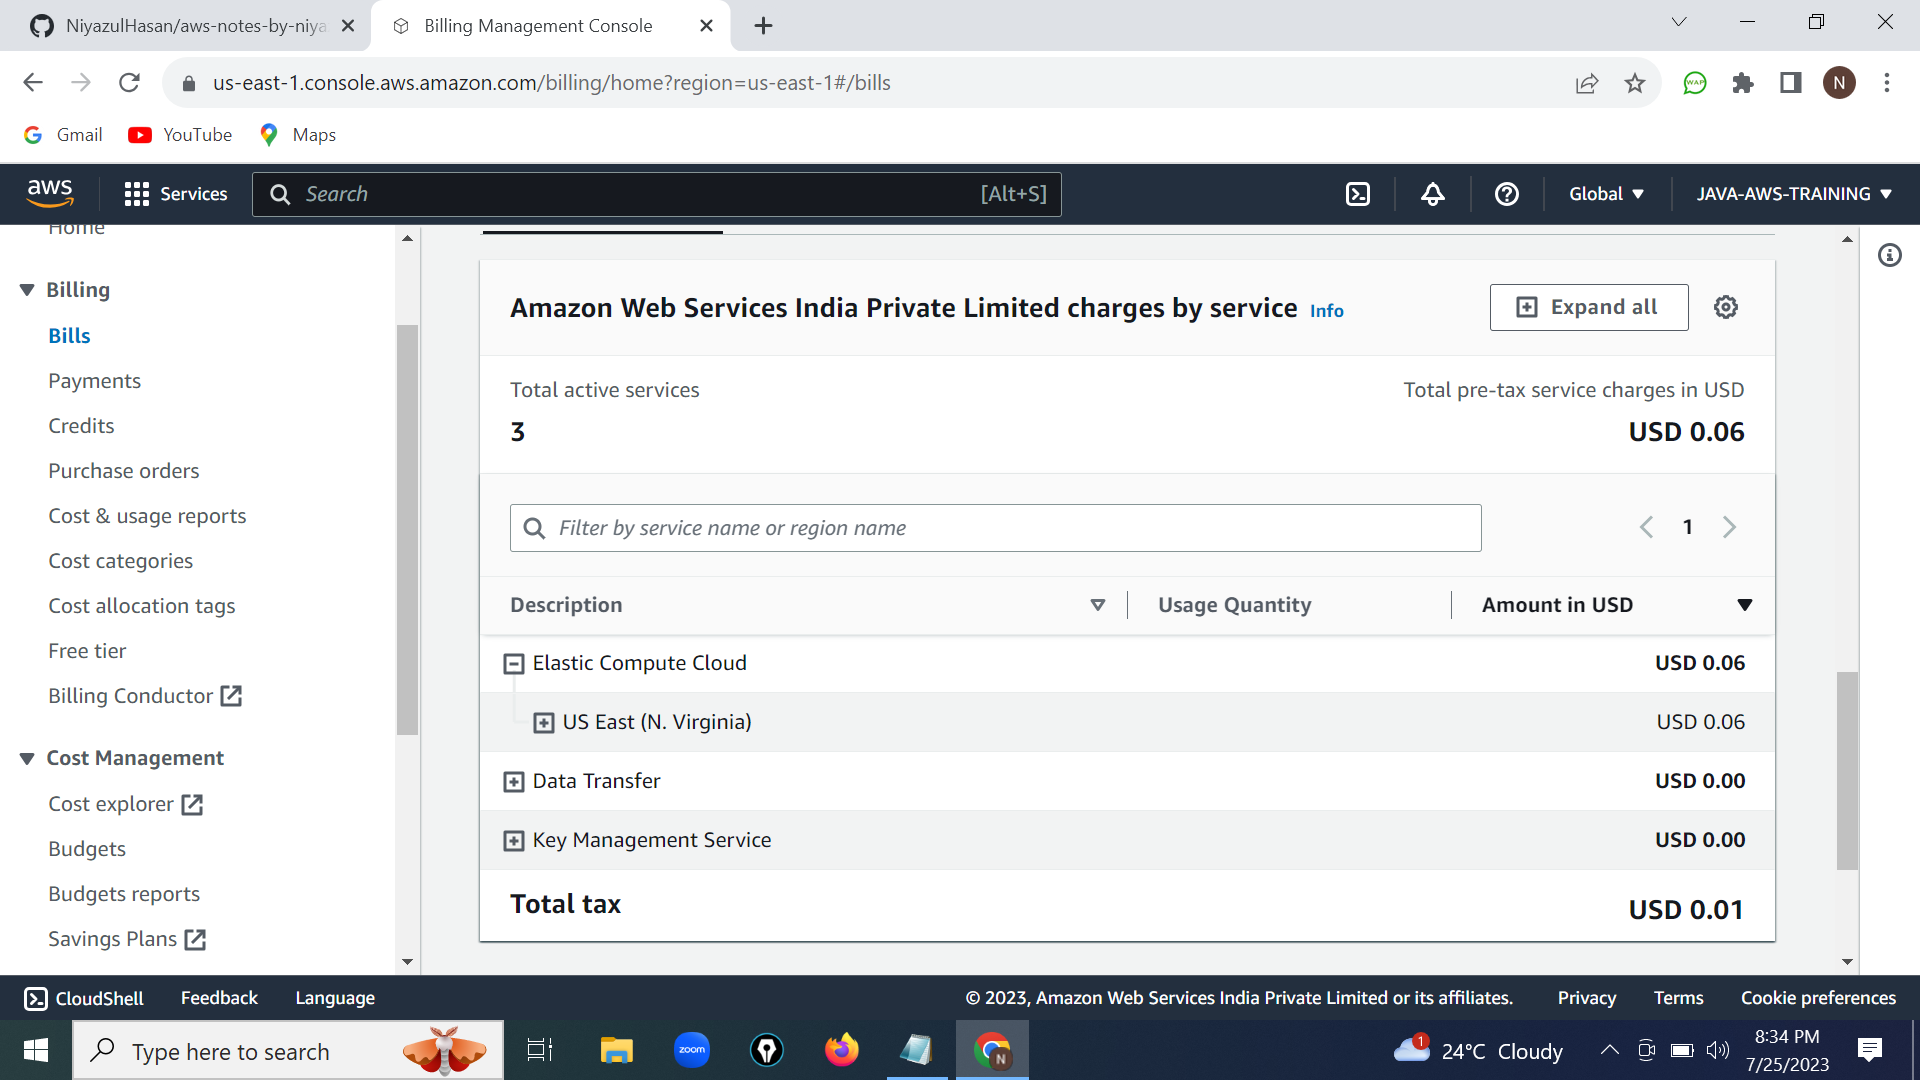 NiyazulHasan/aws-notes-by-niya
Billing Management Console
us-east-1.console.aws.amazon.com/billing/home?region=us-east-1#/bills
WAP
N
Gmail
YouTube
Maps
aws
Services
Search
[Alt+S]
Global
JAVA-AWS-TRAINING
Home
Billing
Bills
Payments
Credits
Purchase orders
Cost & usage reports
Cost categories
Cost allocation tags
Free tier
Billing Conductor
Cost Management
Cost explorer
Budgets
Budgets reports
Savings Plans
Amazon Web Services India Private Limited charges by service Info
Expand all
Total active services
3
Total pre-tax service charges in USD
USD 0.06
Filter by service name or region name
1
Description Usage Quantity Amount in USD
Elastic Compute Cloud USD 0.06
US East (N. Virginia) USD 0.06
Data Transfer USD 0.00
Key Management Service USD 0.00
Total tax USD 0.01
CloudShell Feedback Language © 2023, Amazon Web Services India Private Limited or its affiliates. Privacy Terms Cookie preferences
Type here to search
zoom
N
1
24°C Cloudy
8:34 PM
7/25/2023